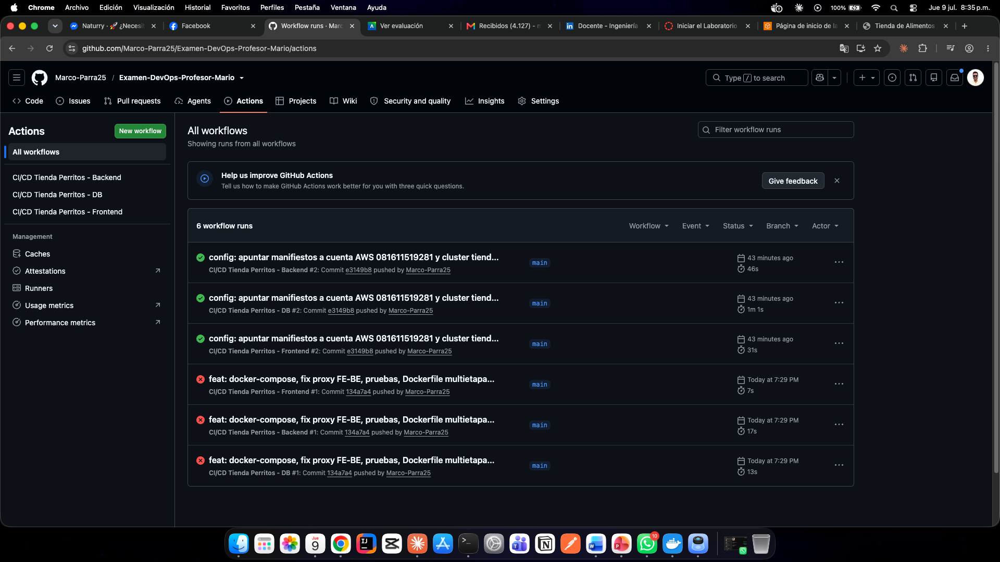 Chrome Archivo Edición Visualización Historial Favoritos Perfiles Pestaña Ventana Ayuda 100% Jue 9 jul. 8:35 p.m.
Naturry · 🚀 ¿Necesit Facebook Workflow runs · Marc Ver evaluación Recibidos (4.127) - m Docente - Ingeniería Iniciar el Laboratorio Página de inicio de la Tienda de Alimentos
github.com/Marco-Parra25/Examen-DevOps-Profesor-Mario/actions
Marco-Parra25 / Examen-DevOps-Profesor-Mario Type / to search
Code Issues Pull requests Agents Actions Projects Wiki Security and quality Insights Settings
Actions
New workflow
All workflows
CI/CD Tienda Perritos - Backend
CI/CD Tienda Perritos - DB
CI/CD Tienda Perritos - Frontend
Management
Caches
Attestations
Runners
Usage metrics
Performance metrics
All workflows
Showing runs from all workflows
Filter workflow runs
Help us improve GitHub Actions
Tell us how to make GitHub Actions work better for you with three quick questions.
Give feedback
6 workflow runs Workflow Event Status Branch Actor
config: apuntar manifiestos a cuenta AWS 081611519281 y cluster tiend...
CI/CD Tienda Perritos - Backend #2: Commit e3149b8 pushed by Marco-Parra25
main
43 minutes ago
46s
config: apuntar manifiestos a cuenta AWS 081611519281 y cluster tiend...
CI/CD Tienda Perritos - DB #2: Commit e3149b8 pushed by Marco-Parra25
main
43 minutes ago
1m 1s
config: apuntar manifiestos a cuenta AWS 081611519281 y cluster tiend...
CI/CD Tienda Perritos - Frontend #2: Commit e3149b8 pushed by Marco-Parra25
main
43 minutes ago
31s
feat: docker-compose, fix proxy FE-BE, pruebas, Dockerfile multietapa...
CI/CD Tienda Perritos - Frontend #1: Commit 134a7a4 pushed by Marco-Parra25
main
Today at 7:29 PM
7s
feat: docker-compose, fix proxy FE-BE, pruebas, Dockerfile multietapa...
CI/CD Tienda Perritos - Backend #1: Commit 134a7a4 pushed by Marco-Parra25
main
Today at 7:29 PM
17s
feat: docker-compose, fix proxy FE-BE, pruebas, Dockerfile multietapa...
CI/CD Tienda Perritos - DB #1: Commit 134a7a4 pushed by Marco-Parra25
main
Today at 7:29 PM
13s
Jue
9
IJ
10